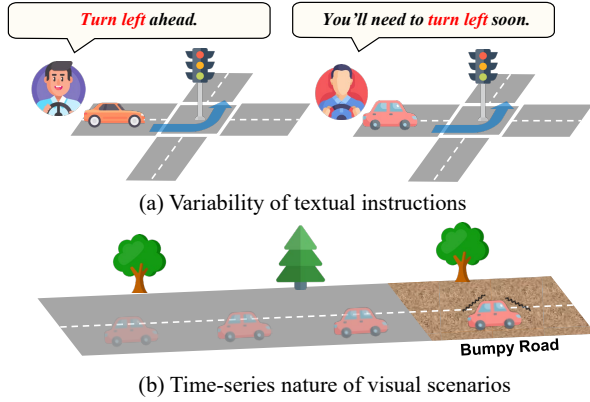 Turn left ahead.
You'll need to turn left soon.
(a) Variability of textual instructions
Bumpy Road
(b) Time-series nature of visual scenarios